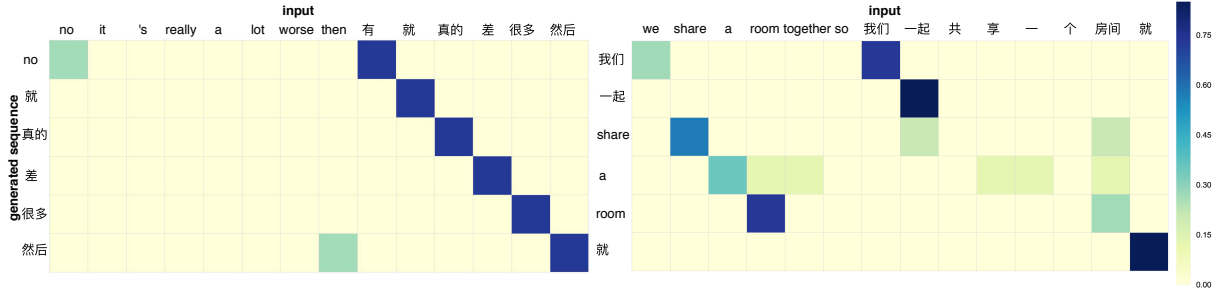 input
no it 's really a lot worse then 有 就 真的 差 很多 然后
generated sequence
no
就
真的
差
很多
然后
input
we share a room together so 我们 一起 共 享 一 个 房间 就
我们
一起
share
a
room
就
0.75
0.60
0.45
0.30
0.15
0.00